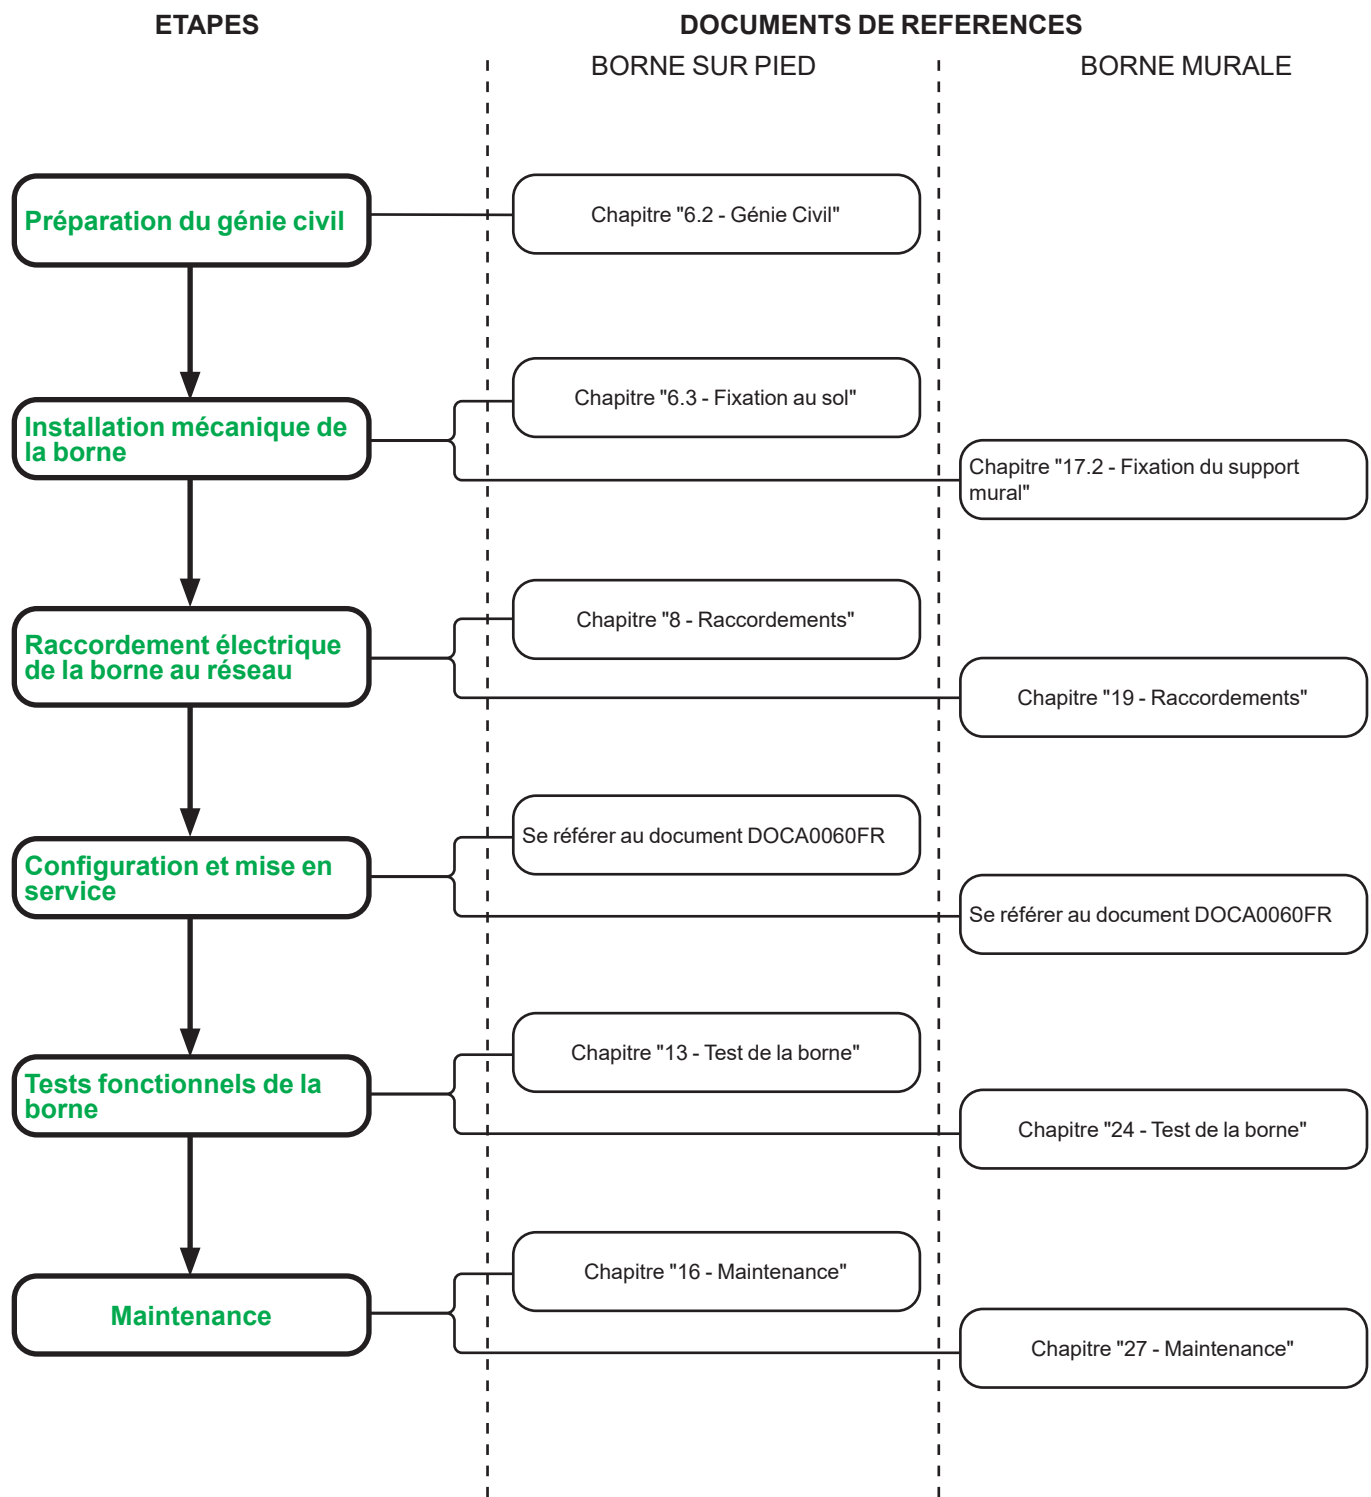 ETAPES
DOCUMENTS DE REFERENCES
BORNE SUR PIED
BORNE MURALE
Préparation du génie civil
Chapitre "6.2 - Génie Civil"
Installation mécanique de
la borne
Chapitre "6.3 - Fixation au sol"
Chapitre "17.2 - Fixation du support
mural"
Raccordement électrique
de la borne au réseau
Chapitre "8 - Raccordements"
Chapitre "19 - Raccordements"
Configuration et mise en
service
Se référer au document DOCA0060FR
Se référer au document DOCA0060FR
Tests fonctionnels de la
borne
Chapitre "13 - Test de la borne"
Chapitre "24 - Test de la borne"
Maintenance
Chapitre "16 - Maintenance"
Chapitre "27 - Maintenance"